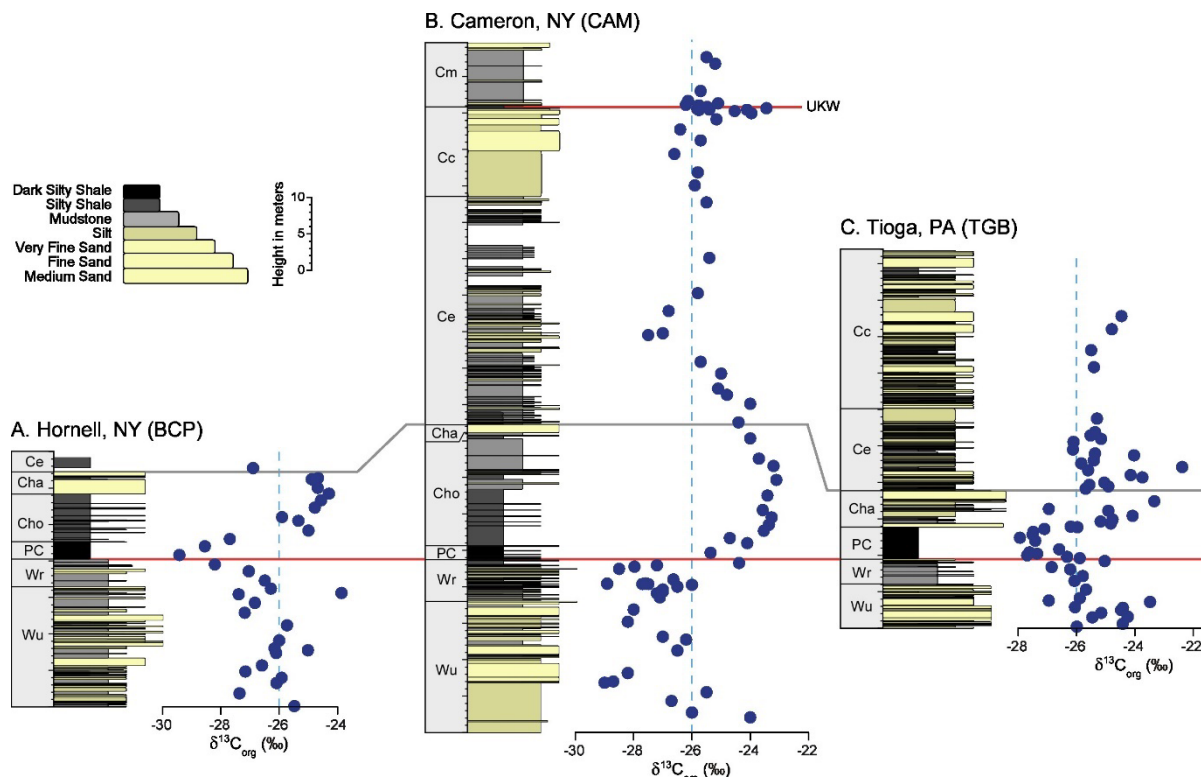 B. Cameron, NY (CAM)
Cm
UKW
Cc
Dark Silty Shale
Silty Shale
Mudstone
Silt
Very Fine Sand
Fine Sand
Medium Sand
10
5
0
Height in meters
Ce
C. Tioga, PA (TGB)
Cc
Ce
A. Hornell, NY (BCP)
Ce
Cha
Cho
PC
Wr
Wu
Cha
Cho
PC
Wr
Wu
Cha
PC
Wr
Wu
-30 -28 -26 -24
δ13Corg (‰)
-30 -28 -26 -24 -22
δ13Corg (‰)
-28 -26 -24 -22
δ13Corg (‰)